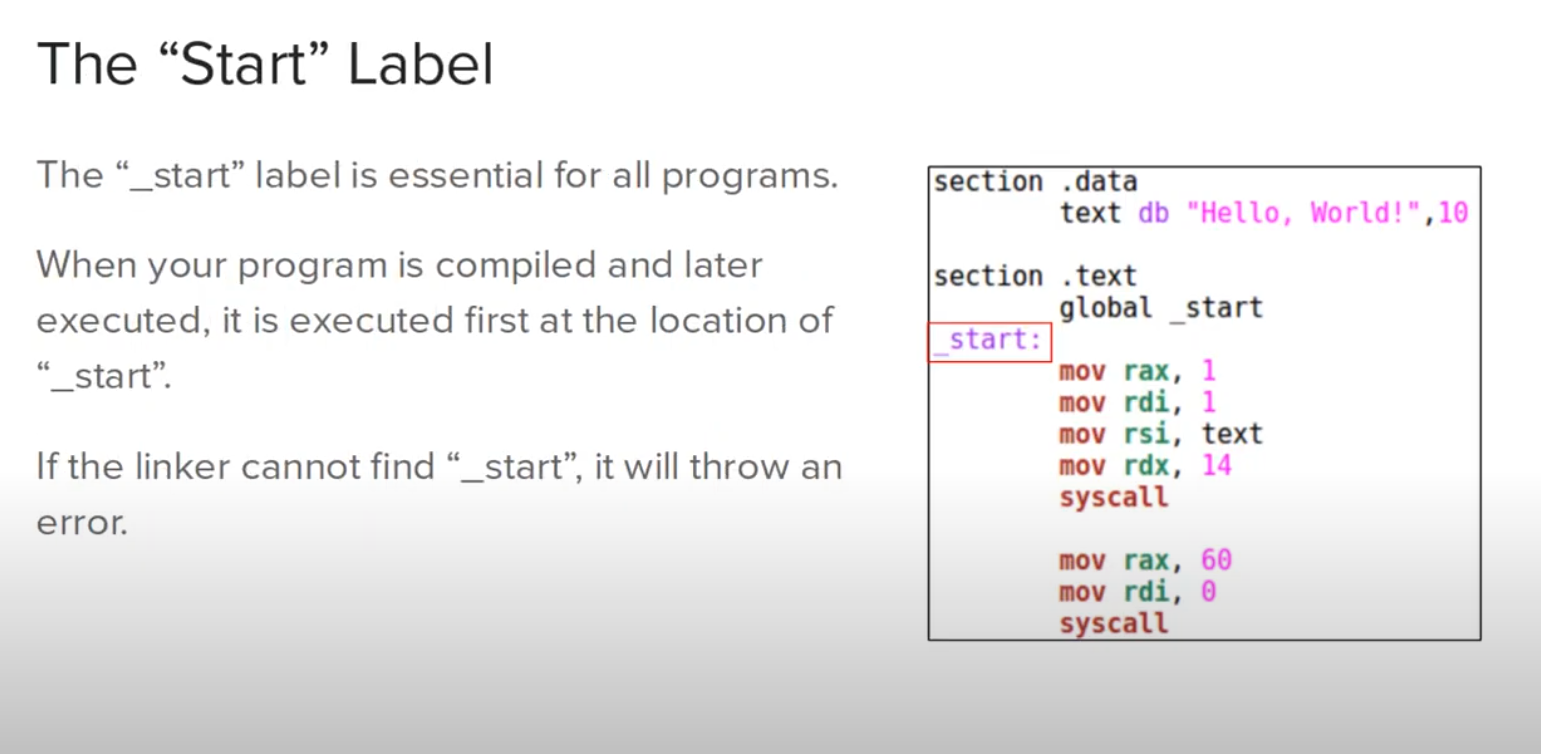 The “Start” Label
The “_start” label is essential for all programs.
When your program is compiled and later
executed, it is executed first at the location of
“_start”.
If the linker cannot find “_start”, it will throw an
error.
section .data
        text db "Hello, World!",10

section .text
        global _start
_start:
        mov rax, 1
        mov rdi, 1
        mov rsi, text
        mov rdx, 14
        syscall

        mov rax, 60
        mov rdi, 0
        syscall